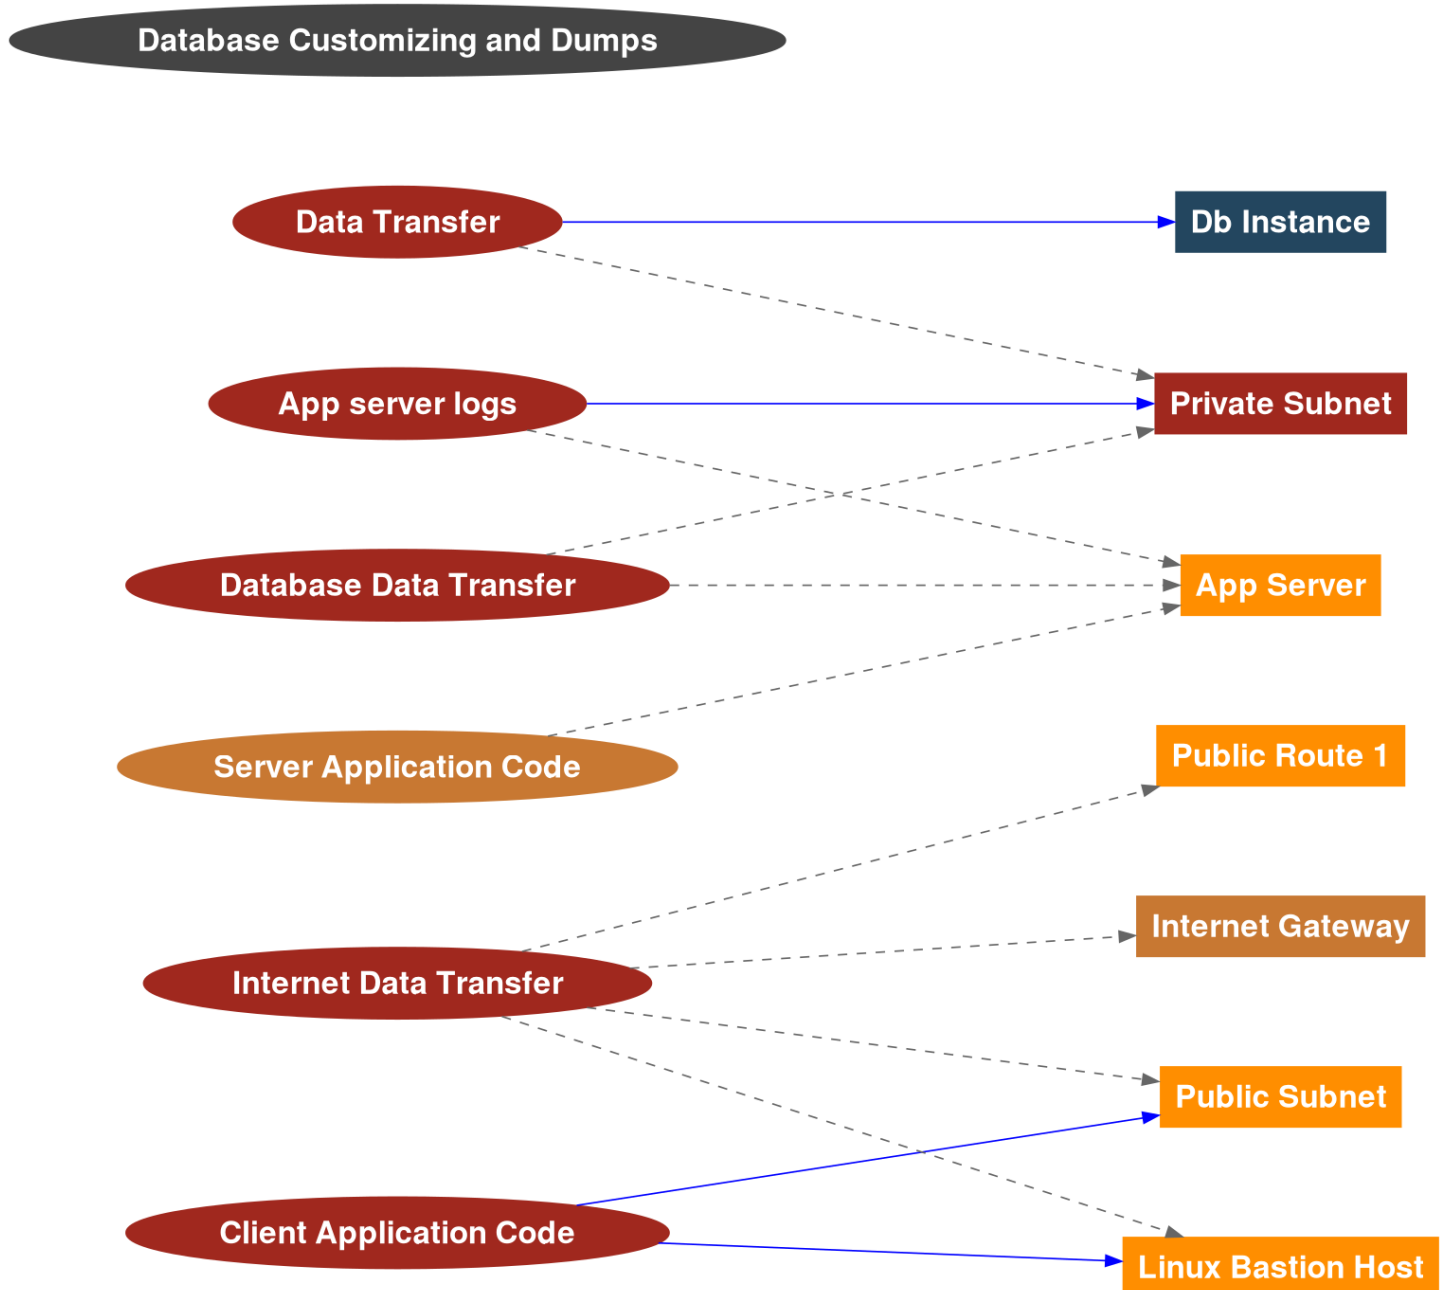 Database Customizing and Dumps
Data Transfer
Db Instance
App server logs
Private Subnet
Database Data Transfer
App Server
Server Application Code
Public Route 1
Internet Gateway
Internet Data Transfer
Public Subnet
Client Application Code
Linux Bastion Host